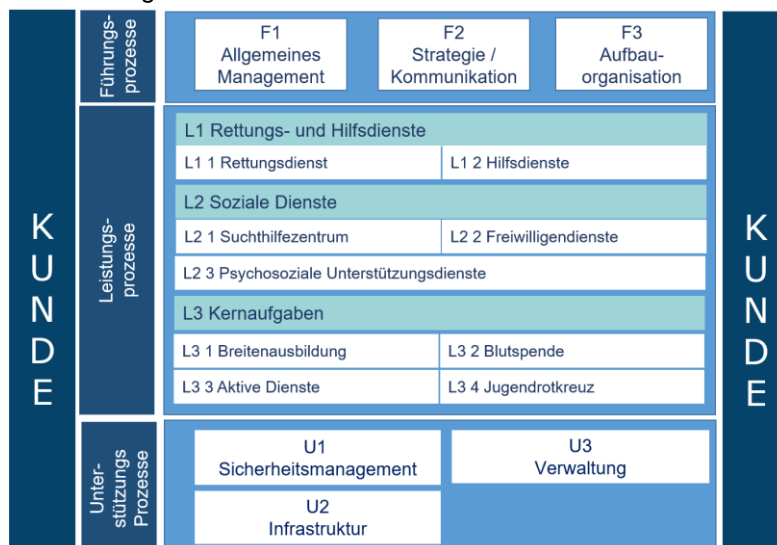 KUNDE
Führungs-
prozesse
F1
Allgemeines
Management
F2
Strategie /
Kommunikation
F3
Aufbau-
organisation
Leistungs-
prozesse
L1 Rettungs- und Hilfsdienste
L1 1 Rettungsdienst
L1 2 Hilfsdienste
L2 Soziale Dienste
L2 1 Suchthilfezentrum
L2 2 Freiwilligendienste
L2 3 Psychosoziale Unterstützungsdienste
L3 Kernaufgaben
L3 1 Breitenausbildung
L3 2 Blutspende
L3 3 Aktive Dienste
L3 4 Jugendrotkreuz
Unter-
stützungs
Prozesse
U1
Sicherheitsmanagement
U3
Verwaltung
U2
Infrastruktur
KUNDE